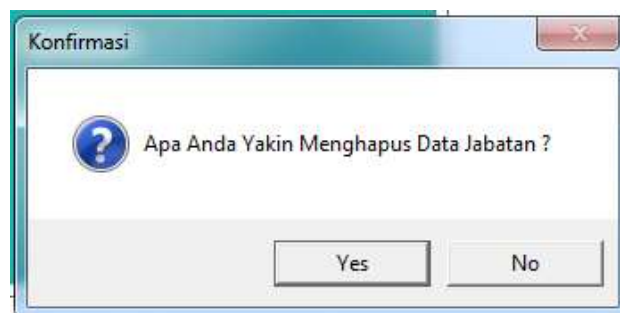 Konfirmasi
Apa Anda Yakin Menghapus Data Jabatan ?
Yes
No